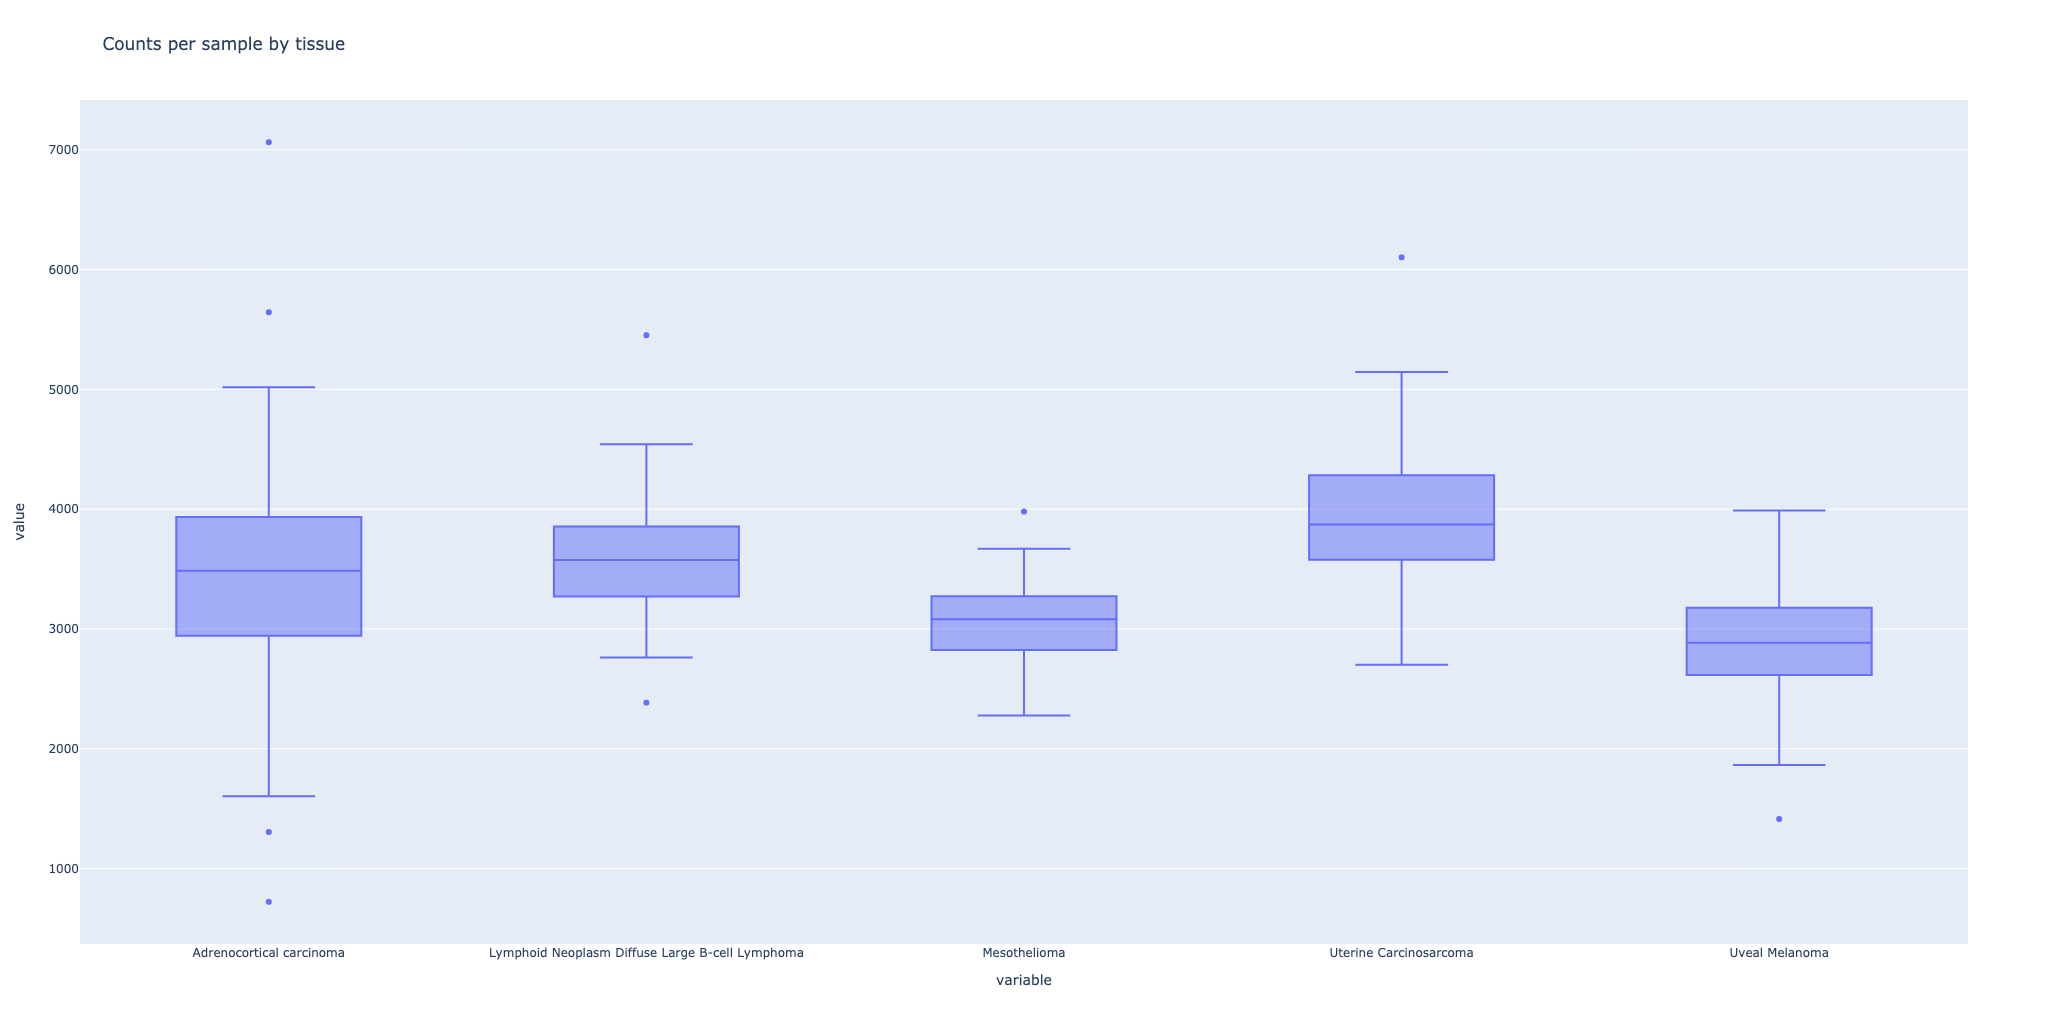 Counts per sample by tissue
7000
6000
5000
4000
3000
2000
1000
value
Adrenocortical carcinoma
Lymphoid Neoplasm Diffuse Large B-cell Lymphoma
Mesothelioma
Uterine Carcinosarcoma
Uveal Melanoma
variable